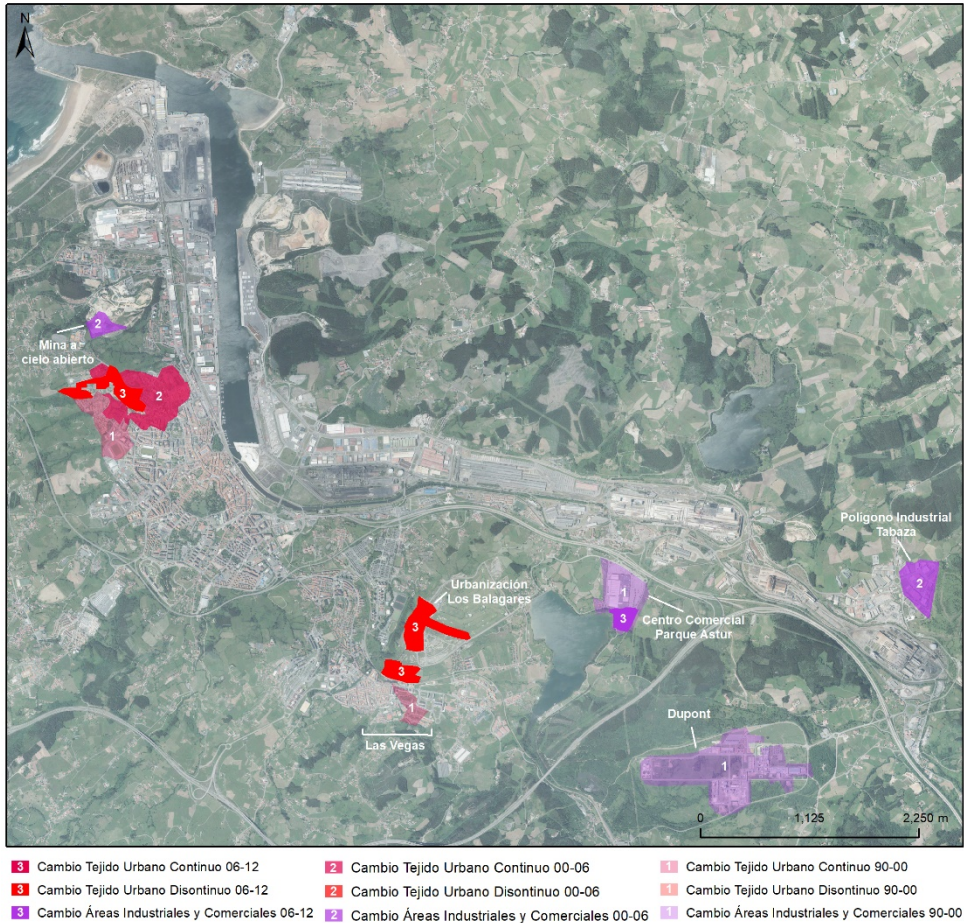 N
2
Mina a
cielo abierto
3
2
1
Polígono Industrial
Tabaza
2
Urbanización
Los Balagares
3
1
3
Centro Comercial
Parque Astur
3
1
Las Vegas
Dupont
1
0 1,125 2,250 m
3 Cambio Tejido Urbano Continuo 06-12
2 Cambio Tejido Urbano Continuo 00-06
1 Cambio Tejido Urbano Continuo 90-00
3 Cambio Tejido Urbano Disontinuo 06-12
2 Cambio Tejido Urbano Disontinuo 00-06
1 Cambio Tejido Urbano Disontinuo 90-00
3 Cambio Áreas Industriales y Comerciales 06-12
2 Cambio Áreas Industriales y Comerciales 00-06
1 Cambio Áreas Industriales y Comerciales 90-00